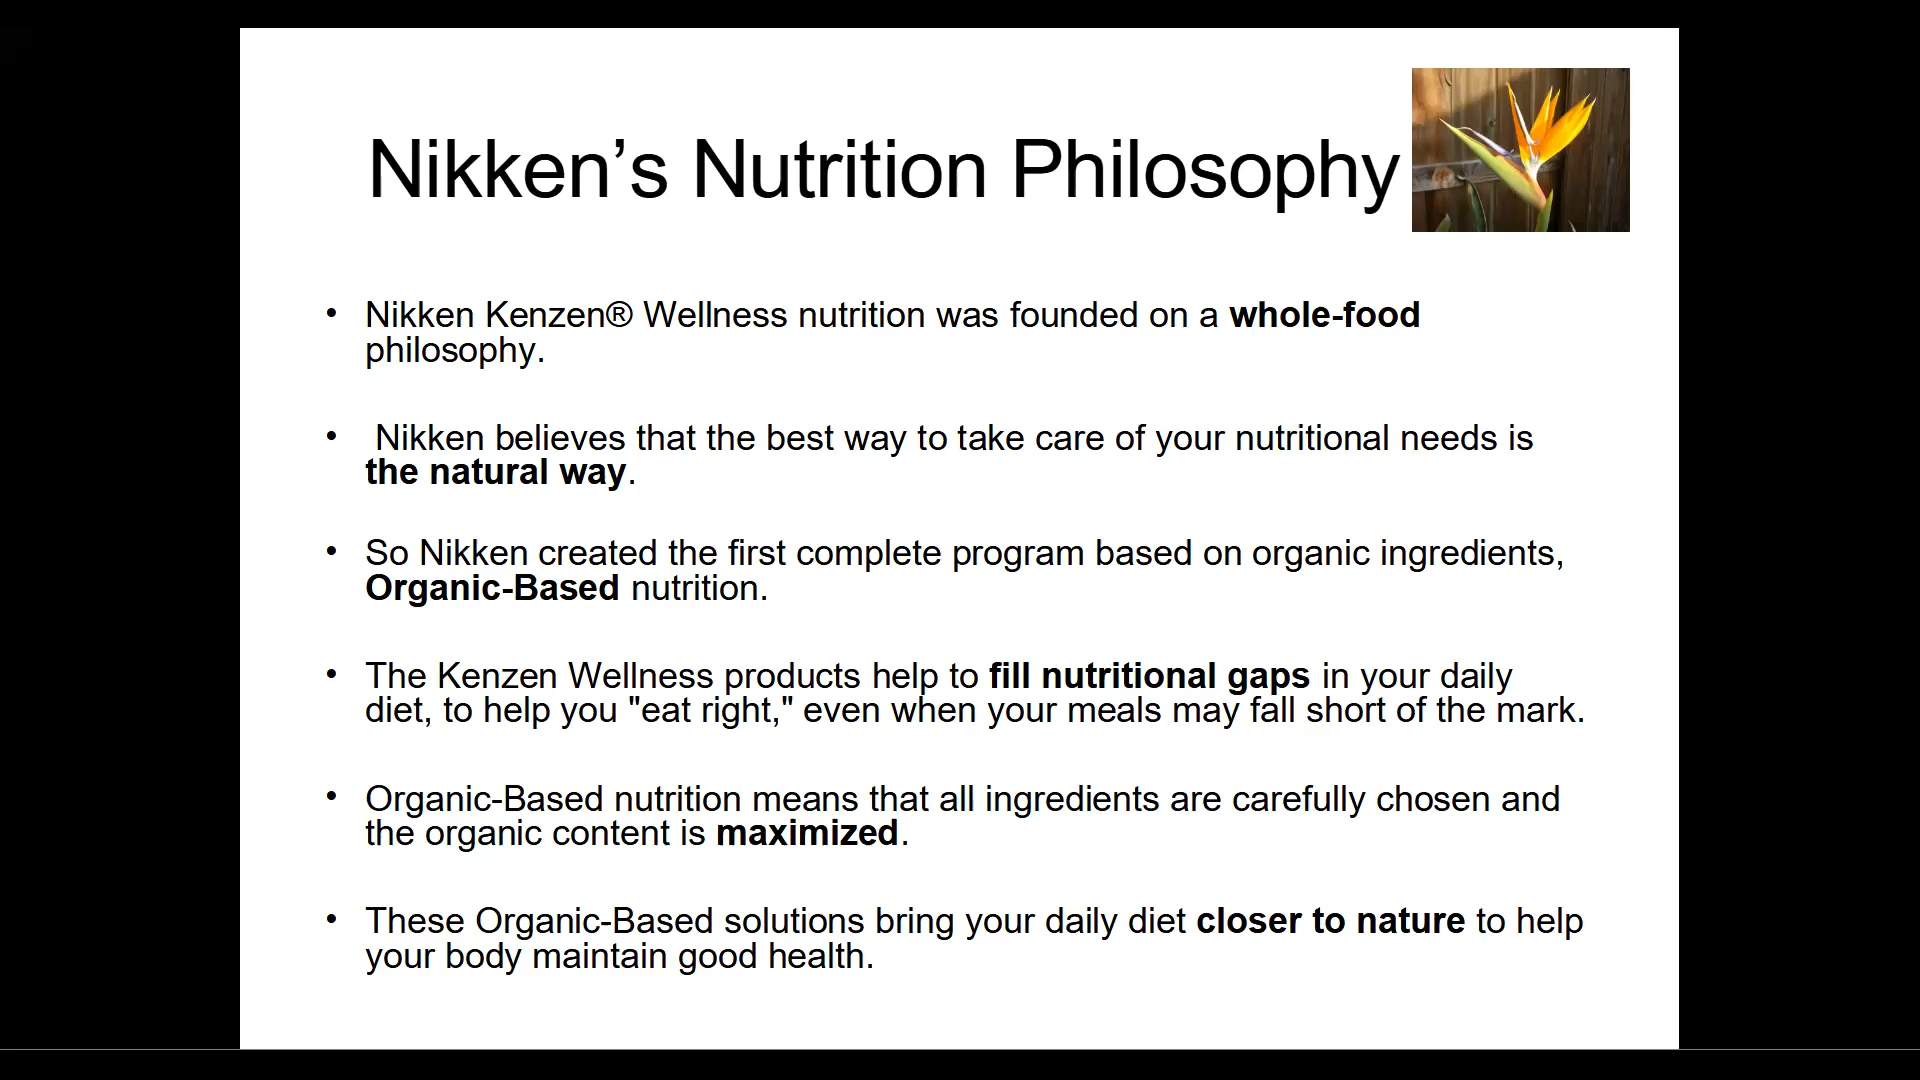 Nikken’s Nutrition Philosophy
• Nikken Kenzen® Wellness nutrition was founded on a whole-food
philosophy.
• Nikken believes that the best way to take care of your nutritional needs is
the natural way.
• So Nikken created the first complete program based on organic ingredients,
Organic-Based nutrition.
• The Kenzen Wellness products help to fill nutritional gaps in your daily
diet, to help you "eat right," even when your meals may fall short of the mark.
• Organic-Based nutrition means that all ingredients are carefully chosen and
the organic content is maximized.
• These Organic-Based solutions bring your daily diet closer to nature to help
your body maintain good health.